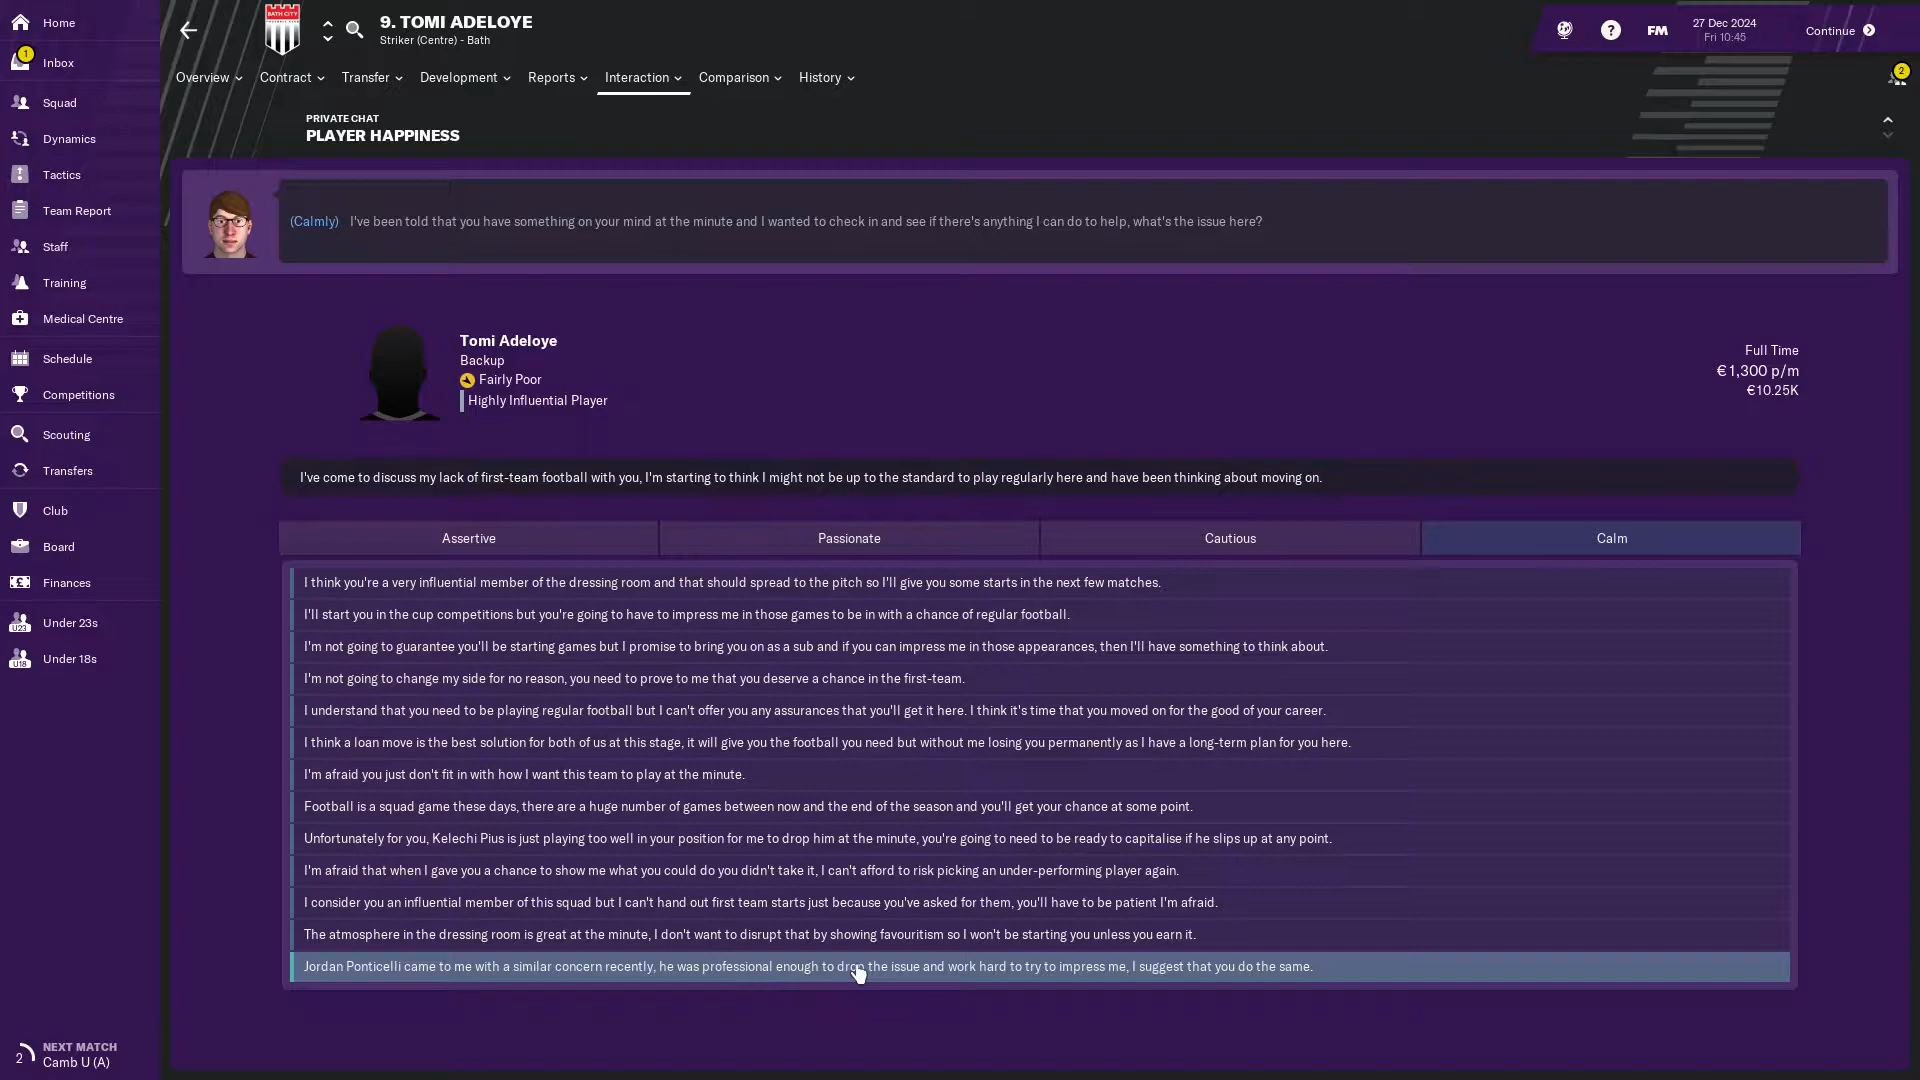 Home
1
Inbox
Squad
Dynamics
Tactics
Team Report
Staff
Training
Medical Centre
Schedule
Competitions
Scouting
Transfers
Club
Board
Finances
U23
Under 23s
U18
Under 18s
2
NEXT MATCH
Camb U (A)
BATH CITY
9. TOMI ADELOYE
Striker (Centre) - Bath
?
FM
27 Dec 2024
Fri 10:45
Continue
Overview
Contract
Transfer
Development
Reports
Interaction
Comparison
History
2
PRIVATE CHAT
PLAYER HAPPINESS
(Calmly) I've been told that you have something on your mind at the minute and I wanted to check in and see if there's anything I can do to help, what's the issue here?
Tomi Adeloye
Backup
Fairly Poor
Highly Influential Player
Full Time
€1,300 p/m
€10.25K
I've come to discuss my lack of first-team football with you, I'm starting to think I might not be up to the standard to play regularly here and have been thinking about moving on.
Assertive
Passionate
Cautious
Calm
I think you're a very influential member of the dressing room and that should spread to the pitch so I'll give you some starts in the next few matches.
I'll start you in the cup competitions but you're going to have to impress me in those games to be in with a chance of regular football.
I'm not going to guarantee you'll be starting games but I promise to bring you on as a sub and if you can impress me in those appearances, then I'll have something to think about.
I'm not going to change my side for no reason, you need to prove to me that you deserve a chance in the first-team.
I understand that you need to be playing regular football but I can't offer you any assurances that you'll get it here. I think it's time that you moved on for the good of your career.
I think a loan move is the best solution for both of us at this stage, it will give you the football you need but without me losing you permanently as I have a long-term plan for you here.
I'm afraid you just don't fit in with how I want this team to play at the minute.
Football is a squad game these days, there are a huge number of games between now and the end of the season and you'll get your chance at some point.
Unfortunately for you, Kelechi Pius is just playing too well in your position for me to drop him at the minute, you're going to need to be ready to capitalise if he slips up at any point.
I'm afraid that when I gave you a chance to show me what you could do you didn't take it, I can't afford to risk picking an under-performing player again.
I consider you an influential member of this squad but I can't hand out first team starts just because you've asked for them, you'll have to be patient I'm afraid.
The atmosphere in the dressing room is great at the minute, I don't want to disrupt that by showing favouritism so I won't be starting you unless you earn it.
Jordan Ponticelli came to me with a similar concern recently, he was professional enough to drop the issue and work hard to try to impress me, I suggest that you do the same.